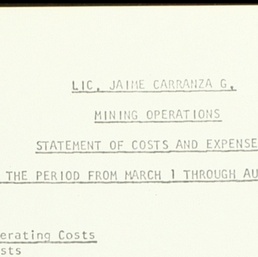 LIC. JAIME CARRANZA G.
MINING OPERATIONS
STATEMENT OF COSTS AND EXPENSE
THE PERIOD FROM MARCH 1 THROUGH AU
erating Costs
sts